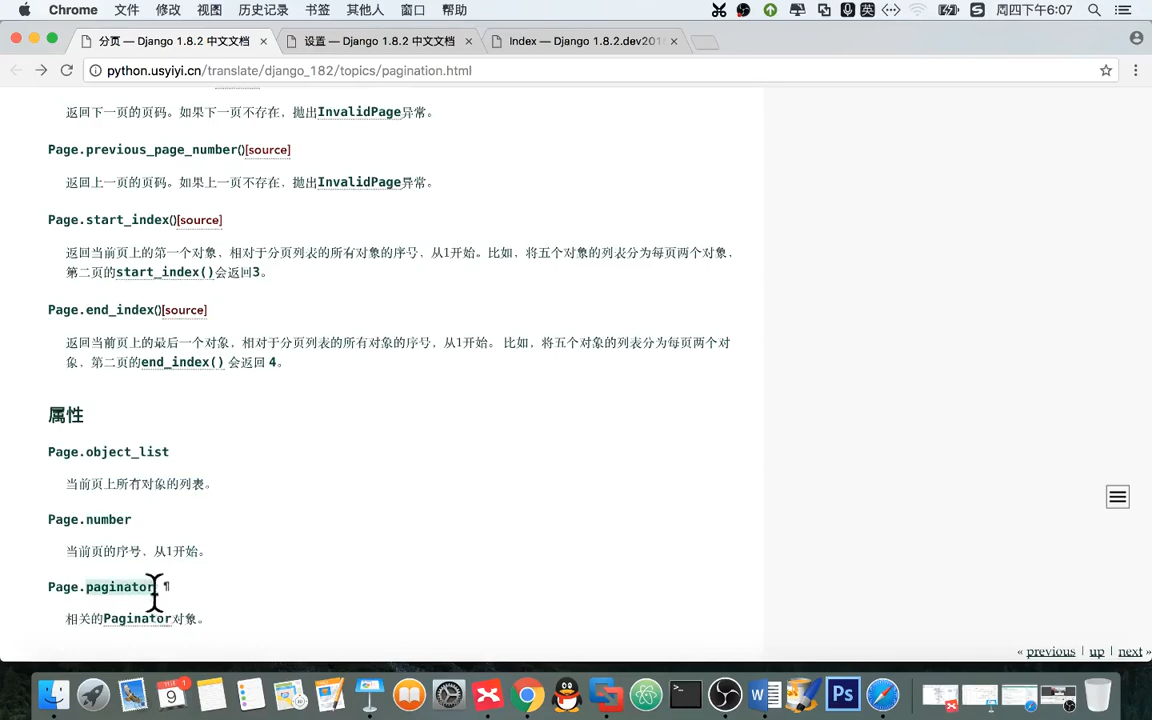 Chrome 文件 修改 视图 历史记录 书签 其他人 窗口 帮助 英 周四下午6:07
分页 — Django 1.8.2 中文文档 设置 — Django 1.8.2 中文文档 Index — Django 1.8.2.dev201
python.usyiyi.cn/translate/django_182/topics/pagination.html
返回下一页的页码。如果下一页不存在，抛出InvalidPage异常。
Page.previous_page_number()[source]
返回上一页的页码。如果上一页不存在，抛出InvalidPage异常。
Page.start_index()[source]
返回当前页上的第一个对象，相对于分页列表的所有对象的序号，从1开始。比如，将五个对象的列表分为每页两个对象，
第二页的start_index()会返回3。
Page.end_index()[source]
返回当前页上的最后一个对象，相对于分页列表的所有对象的序号，从1开始。 比如，将五个对象的列表分为每页两个对
象，第二页的end_index() 会返回 4。
属性
Page.object_list
当前页上所有对象的列表。
Page.number
当前页的序号，从1开始。
Page.paginator ¶
相关的Paginator对象。
« previous | up | next »
9
1
W
Ps